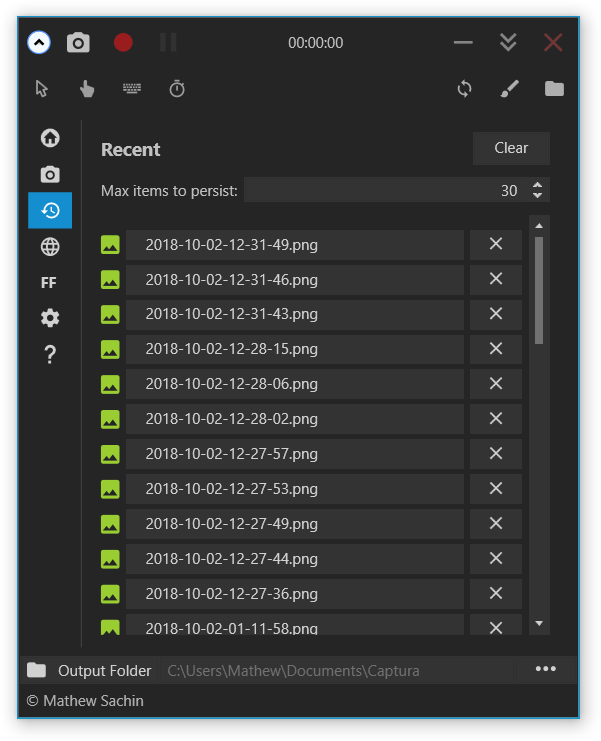 00:00:00
Recent
Clear
Max items to persist: 30
2018-10-02-12-31-49.png
2018-10-02-12-31-46.png
2018-10-02-12-31-43.png
2018-10-02-12-28-15.png
2018-10-02-12-28-06.png
2018-10-02-12-28-02.png
2018-10-02-12-27-57.png
2018-10-02-12-27-53.png
2018-10-02-12-27-49.png
2018-10-02-12-27-44.png
2018-10-02-12-27-36.png
2018-10-02-01-11-58.png
FF
?
Output Folder C:\Users\Mathew\Documents\Captura •••
© Mathew Sachin